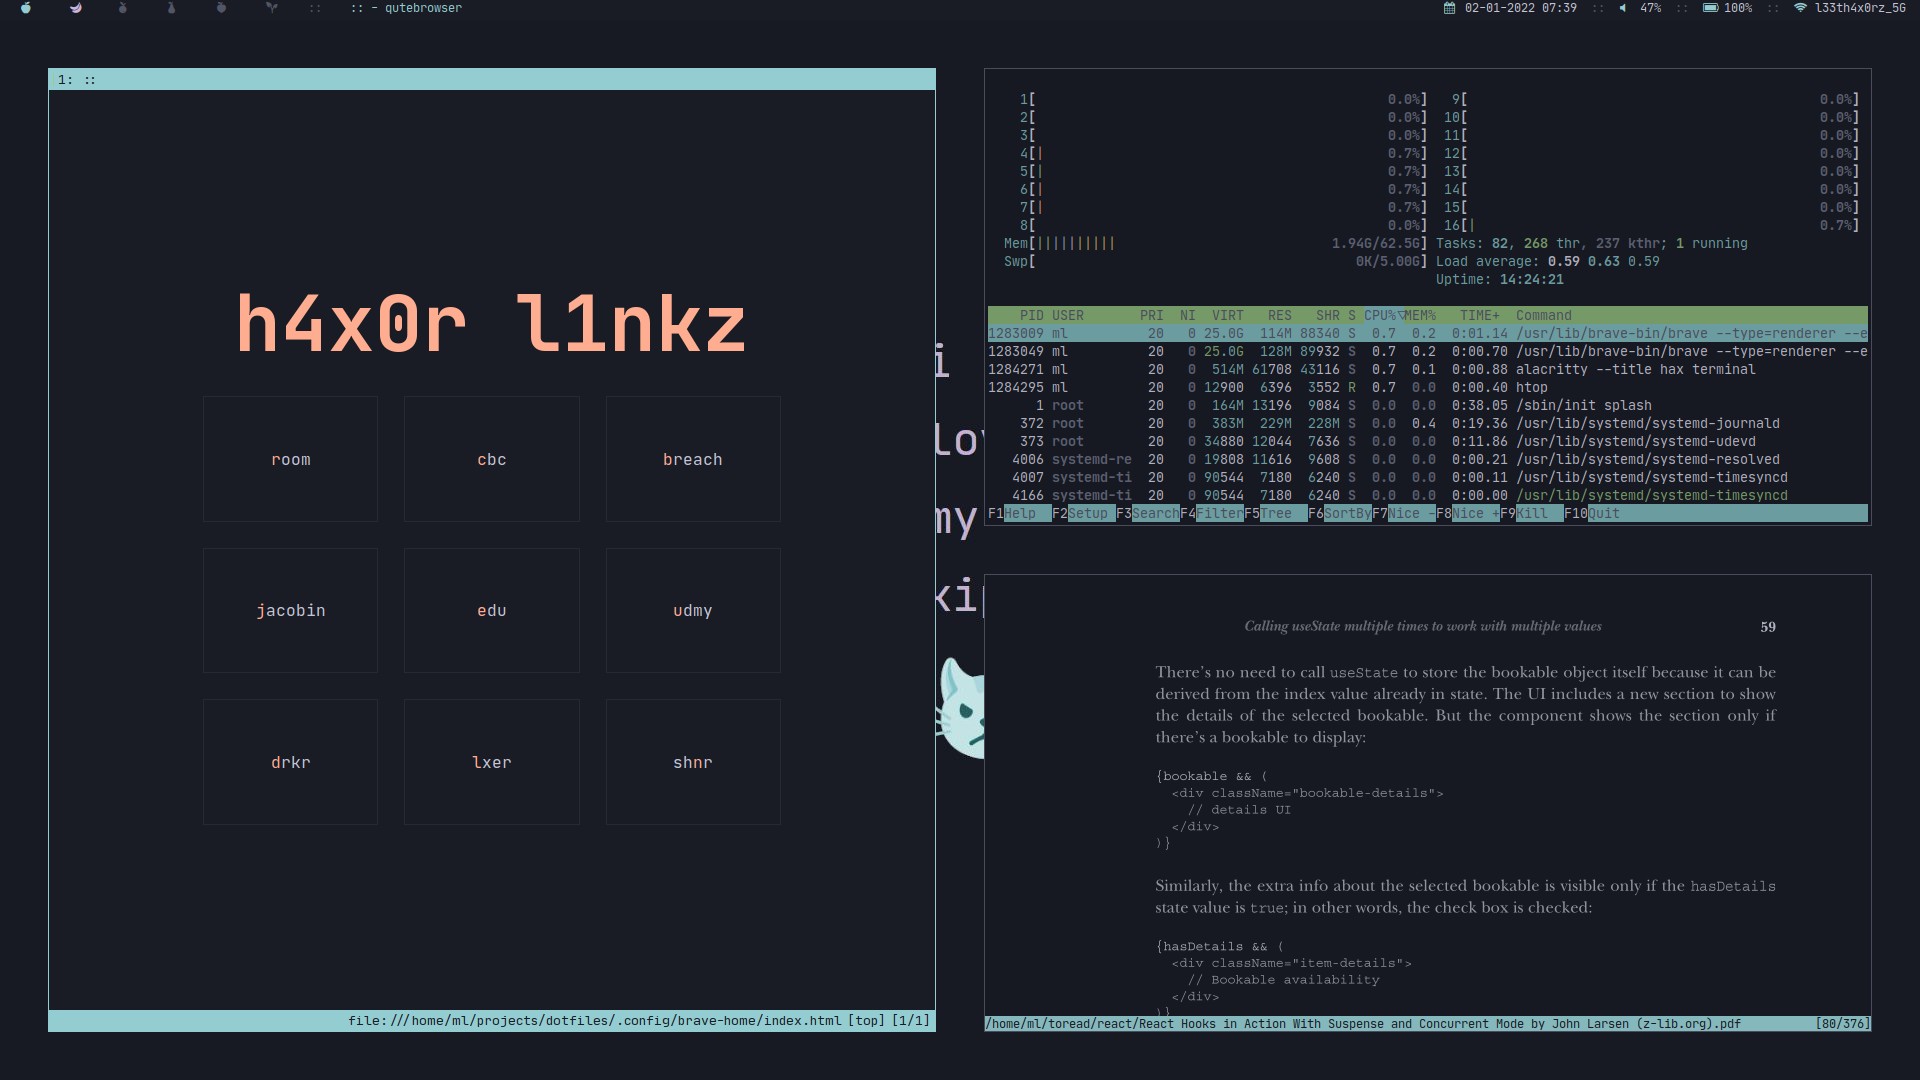 :: :: - qutebrowser 02-01-2022 07:39 :: 47% :: 100% :: l33th4x0rz_5G
1: ::
h4x0r l1nkz
room cbc breach
jacobin edu udmy
drkr lxer shnr
file:///home/ml/projects/dotfiles/.config/brave-home/index.html [top] [1/1]
i
lov
my
kip
1[ 0.0%] 9[ 0.0%]
2[ 0.0%] 10[ 0.0%]
3[ 0.0%] 11[ 0.0%]
4[| 0.7%] 12[ 0.0%]
5[| 0.7%] 13[ 0.0%]
6[| 0.7%] 14[ 0.0%]
7[| 0.7%] 15[ 0.0%]
8[ 0.0%] 16[| 0.7%]
Mem[|||||||||| 1.94G/62.5G] Tasks: 82, 268 thr, 237 kthr; 1 running
Swp[ 0K/5.00G] Load average: 0.59 0.63 0.59
Uptime: 14:24:21
PID USER PRI NI VIRT RES SHR S CPU%▽MEM% TIME+ Command
1283009 ml 20 0 25.0G 114M 88340 S 0.7 0.2 0:01.14 /usr/lib/brave-bin/brave --type=renderer --e
1283049 ml 20 0 25.0G 128M 89932 S 0.7 0.2 0:00.70 /usr/lib/brave-bin/brave --type=renderer --e
1284271 ml 20 0 514M 61708 43116 S 0.7 0.1 0:00.88 alacritty --title hax terminal
1284295 ml 20 0 12900 6396 3552 R 0.7 0.0 0:00.40 htop
1 root 20 0 164M 13196 9084 S 0.0 0.0 0:38.05 /sbin/init splash
372 root 20 0 383M 229M 228M S 0.0 0.4 0:19.36 /usr/lib/systemd/systemd-journald
373 root 20 0 34880 12044 7636 S 0.0 0.0 0:11.86 /usr/lib/systemd/systemd-udevd
4006 systemd-re 20 0 19808 11616 9608 S 0.0 0.0 0:00.21 /usr/lib/systemd/systemd-resolved
4007 systemd-ti 20 0 90544 7180 6240 S 0.0 0.0 0:00.11 /usr/lib/systemd/systemd-timesyncd
4166 systemd-ti 20 0 90544 7180 6240 S 0.0 0.0 0:00.00 /usr/lib/systemd/systemd-timesyncd
F1Help F2Setup F3SearchF4FilterF5Tree F6SortByF7Nice -F8Nice +F9Kill F10Quit
Calling useState multiple times to work with multiple values 59
There's no need to call useState to store the bookable object itself because it can be
derived from the index value already in state. The UI includes a new section to show
the details of the selected bookable. But the component shows the section only if
there's a bookable to display:
{bookable && (
<div className="bookable-details">
// details UI
</div>
)}
Similarly, the extra info about the selected bookable is visible only if the hasDetails
state value is true; in other words, the check box is checked:
{hasDetails && (
<div className="item-details">
// Bookable availability
</div>
)}
/home/ml/toread/react/React Hooks in Action With Suspense and Concurrent Mode by John Larsen (z-lib.org).pdf [80/376]